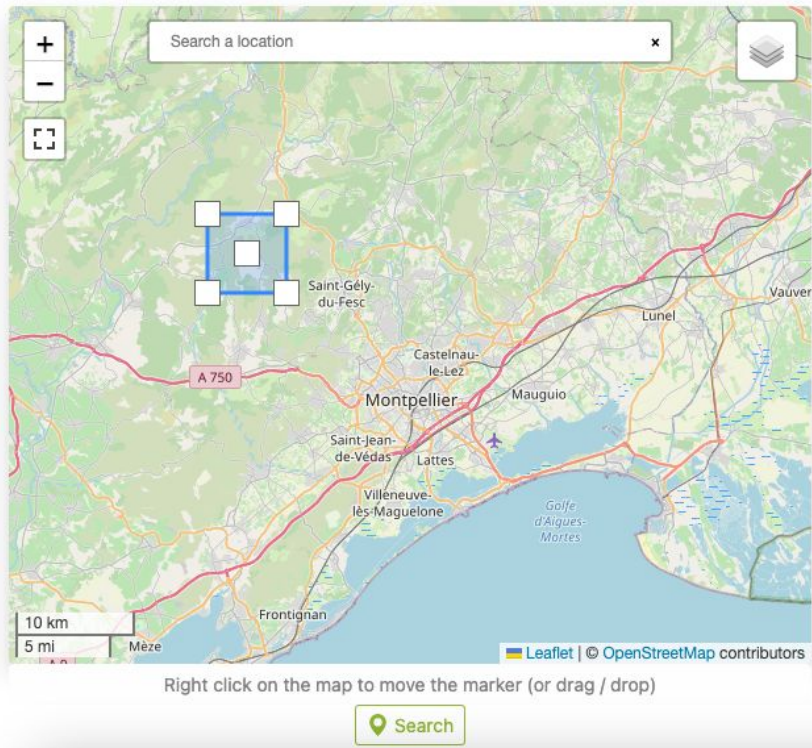 +
Search a location
×
−
Saint-Gély-
du-Fesc
Vauver
Lunel
A 750
Castelnau-
le-Lez
Montpellier
Mauguio
Saint-Jean-
de-Védas
Lattes
Villeneuve-
lès-Maguelone
Golfe
d'Aigues-
Mortes
10 km
5 mi
Frontignan
Mèze
A 9
Leaflet | © OpenStreetMap contributors
Right click on the map to move the marker (or drag / drop)
Search